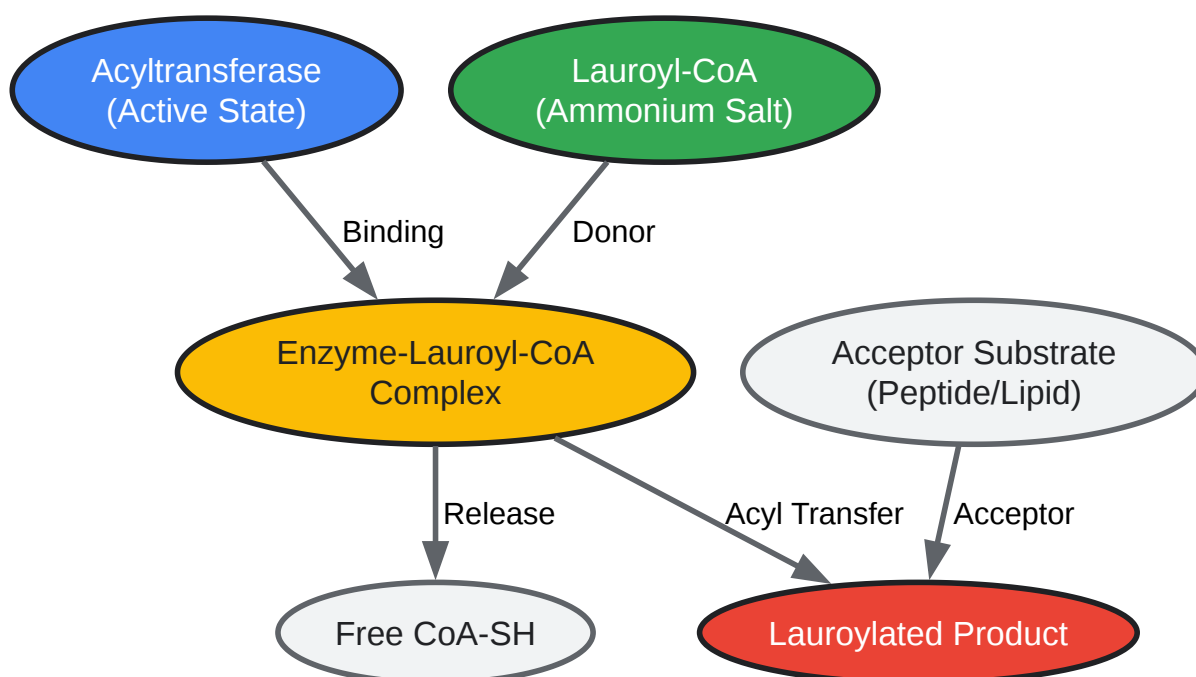 Acyltransferase
(Active State)
Lauroyl-CoA
(Ammonium Salt)
Binding
Donor
Enzyme-Lauroyl-CoA
Complex
Acceptor Substrate
(Peptide/Lipid)
Release
Acyl Transfer
Acceptor
Free CoA-SH
Lauroylated Product